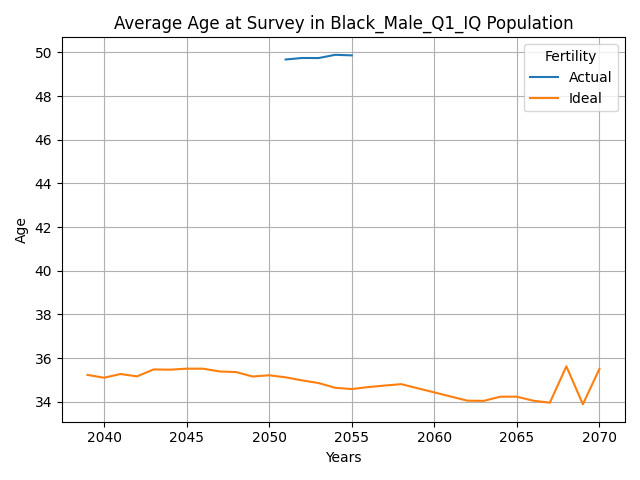 Average Age at Survey in Black_Male_Q1_IQ Population
Fertility
Actual
Ideal
Age
50
48
46
44
42
40
38
36
34
2040 2045 2050 2055 2060 2065 2070
Years